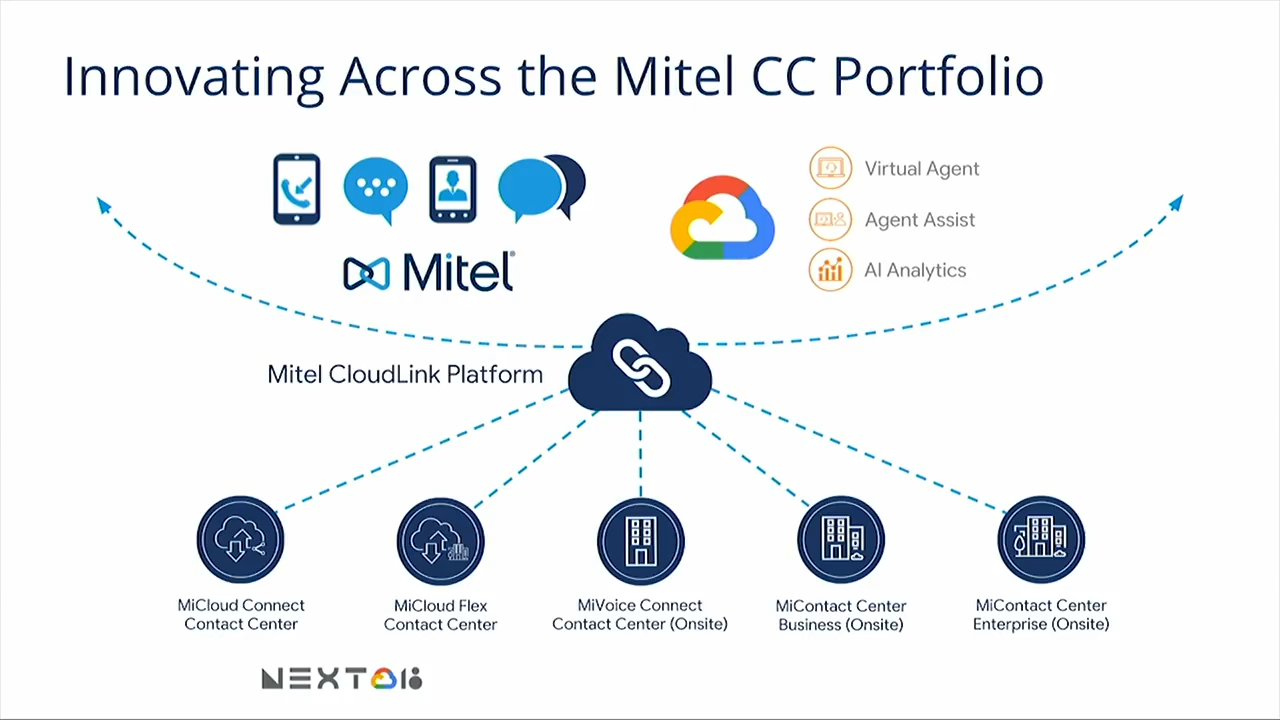 Innovating Across the Mitel CC Portfolio
Mitel
Virtual Agent
Agent Assist
AI Analytics
Mitel CloudLink Platform
MiCloud Connect
Contact Center
MiCloud Flex
Contact Center
MiVoice Connect
Contact Center (Onsite)
MiContact Center
Business (Onsite)
MiContact Center
Enterprise (Onsite)
NEXT 18